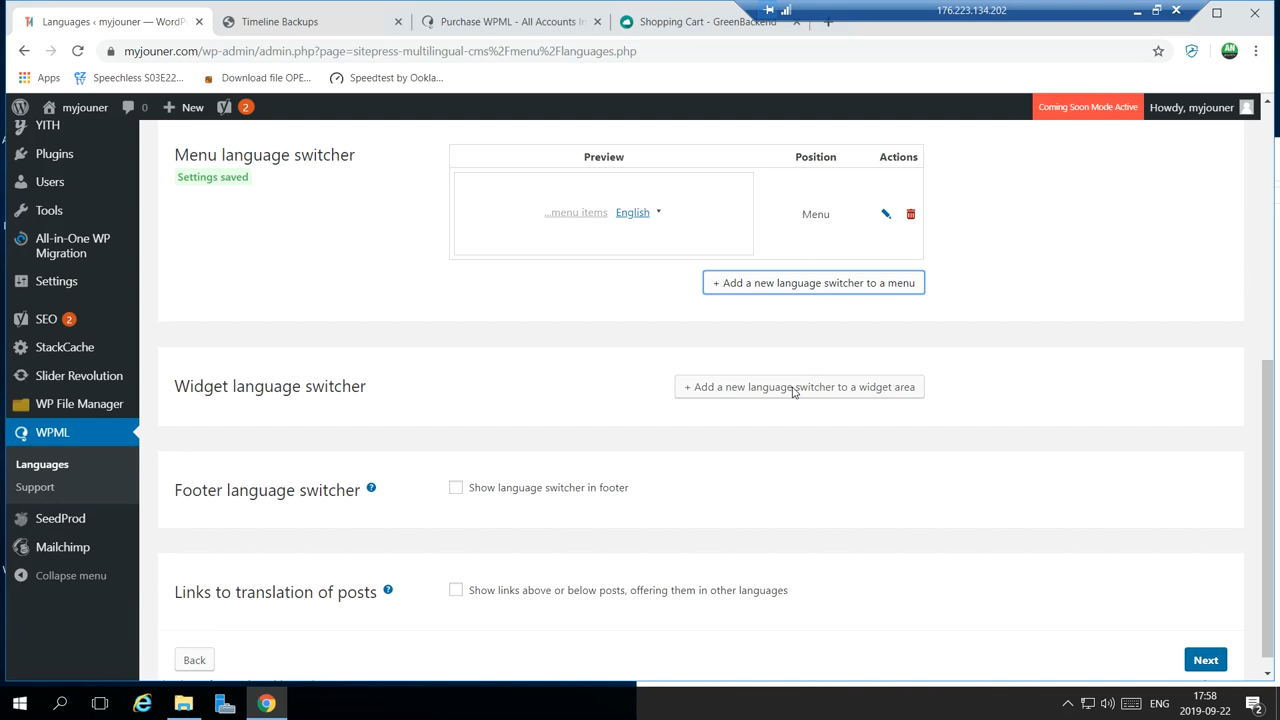 Languages < myjouner — WordPr
Timeline Backups
Purchase WPML - All Accounts In
Shopping Cart - GreenBackend
176.223.134.202
myjouner.com/wp-admin/admin.php?page=sitepress-multilingual-cms%2Fmenu%2Flanguages.php
AN
Apps
Speechless S03E22...
Download file OPE...
Speedtest by Ookla...
myjouner
0
New
2
Coming Soon Mode Active
Howdy, myjouner
YITH
Plugins
Users
Tools
All-in-One WP
Migration
Settings
SEO 2
StackCache
Slider Revolution
WP File Manager
WPML
Languages
Support
SeedProd
Mailchimp
Collapse menu
Menu language switcher
Settings saved
Preview
Position
Actions
...menu items English
Menu
+ Add a new language switcher to a menu
Widget language switcher
+ Add a new language switcher to a widget area
Footer language switcher
Show language switcher in footer
Links to translation of posts
Show links above or below posts, offering them in other languages
Back
Next
ENG
17:58
2019-09-22
2